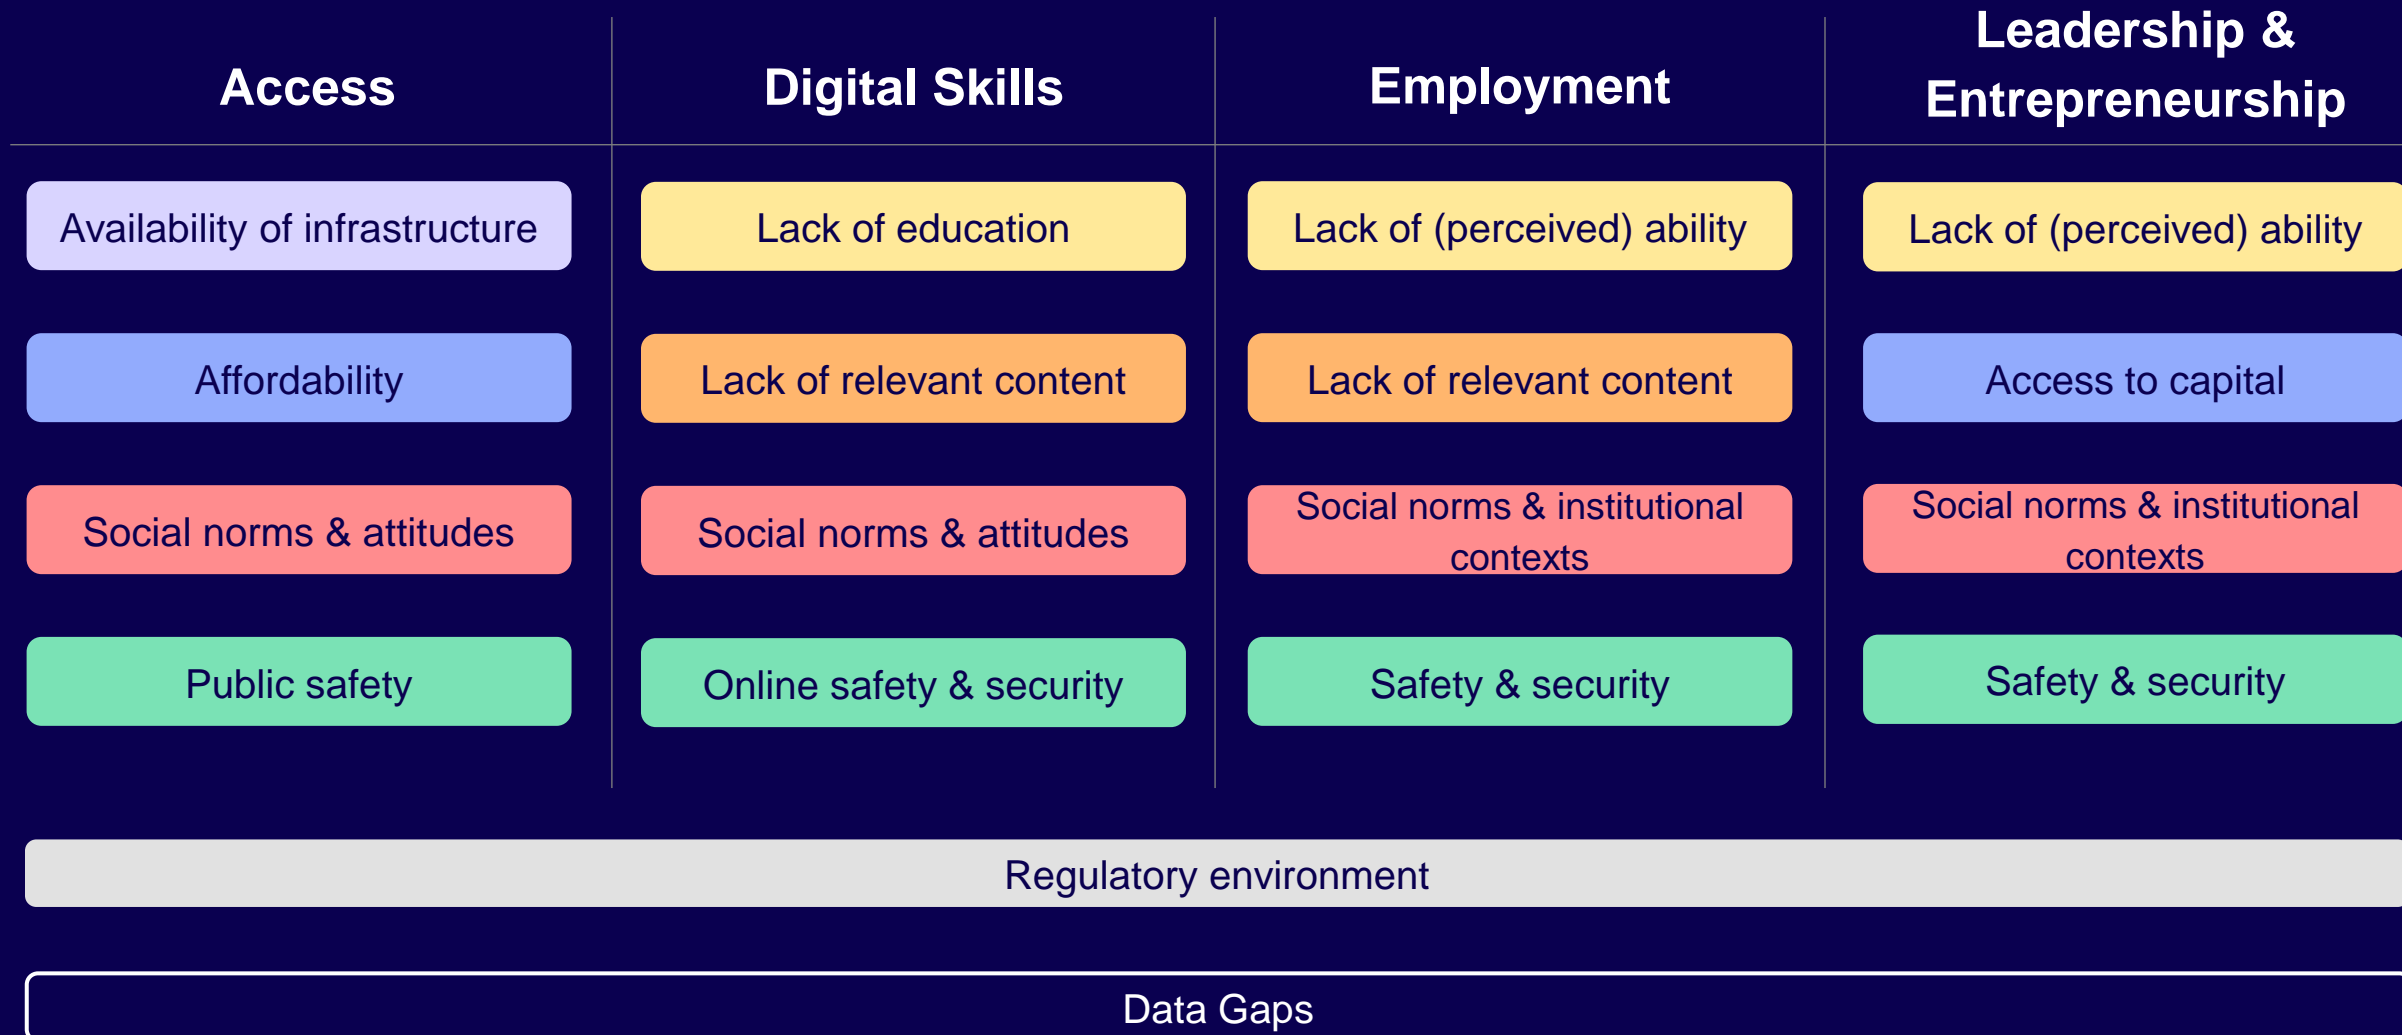 Access
Digital Skills
Employment
Leadership &
Entrepreneurship
Availability of infrastructure
Lack of education
Lack of (perceived) ability
Lack of (perceived) ability
Affordability
Lack of relevant content
Lack of relevant content
Access to capital
Social norms & attitudes
Social norms & attitudes
Social norms & institutional
contexts
Social norms & institutional
contexts
Public safety
Online safety & security
Safety & security
Safety & security
Regulatory environment
Data Gaps